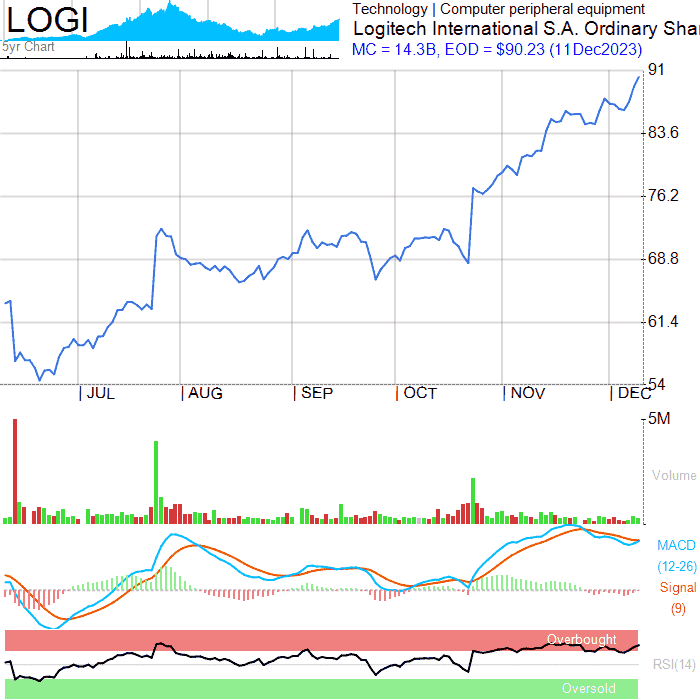 LOGI
5yr Chart
Technology | Computer peripheral equipment
Logitech International S.A. Ordinary Shar
MC = 14.3B, EOD = $90.23 (11Dec2023)
91
83.6
76.2
68.8
61.4
54
| JUL | AUG | SEP | OCT | NOV | DEC
5M
Volume
MACD
(12-26)
Signal
(9)
Overbought
RSI(14)
Oversold